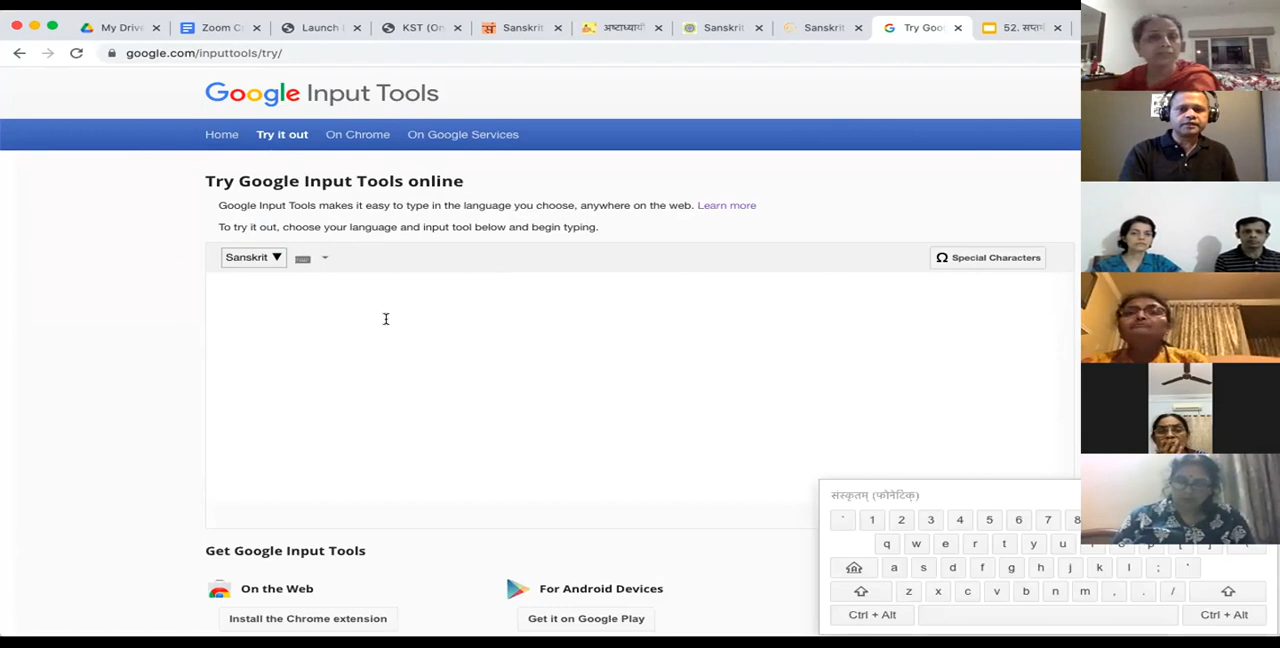 My Drive
Zoom C
Launch
KST (On
Sanskrit
अष्टाध्यायी
Sanskrit
Sanskrit
Try Goo
52. सप्तम
google.com/inputtools/try/
Google Input Tools
Home Try it out On Chrome On Google Services
Try Google Input Tools online
Google Input Tools makes it easy to type in the language you choose, anywhere on the web. Learn more
To try it out, choose your language and input tool below and begin typing.
Sanskrit ▼
Ω Special Characters
संस्कृतम् (फोनेटिक्)
` 1 2 3 4 5 6 7 8
q w e r t y u
a s d f g h j k l ; '
z x c v b n m , . /
Ctrl + Alt Ctrl + Alt
Get Google Input Tools
On the Web For Android Devices
Install the Chrome extension Get it on Google Play